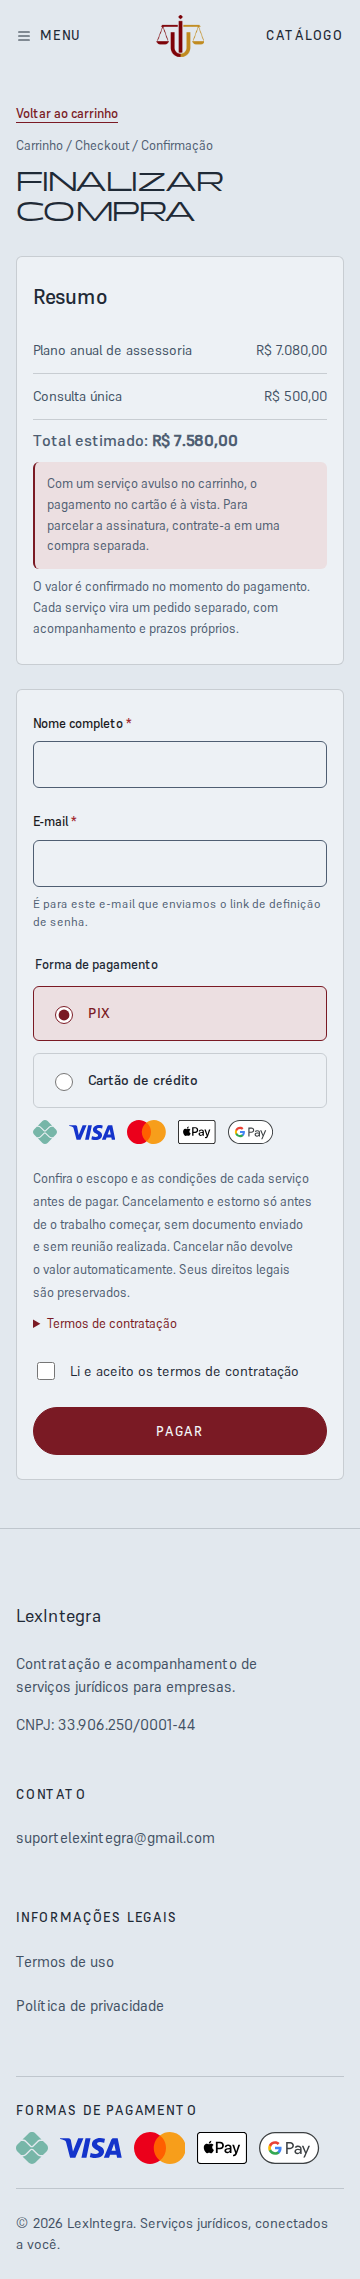 MENU
CATÁLOGO
Voltar ao carrinho
Carrinho / Checkout / Confirmação
FINALIZAR
COMPRA
Resumo
Plano anual de assessoria R$ 7.080,00
Consulta única R$ 500,00
Total estimado: R$ 7.580,00
Com um serviço avulso no carrinho, o
pagamento no cartão é à vista. Para
parcelar a assinatura, contrate-a em uma
compra separada.
O valor é confirmado no momento do pagamento.
Cada serviço vira um pedido separado, com
acompanhamento e prazos próprios.
Nome completo *
E-mail *
É para este e-mail que enviamos o link de definição
de senha.
Forma de pagamento
PIX
Cartão de crédito
VISA Pay G Pay
Confira o escopo e as condições de cada serviço
antes de pagar. Cancelamento e estorno só antes
de o trabalho começar, sem documento enviado
e sem reunião realizada. Cancelar não devolve
o valor automaticamente. Seus direitos legais
são preservados.
Termos de contratação
Li e aceito os termos de contratação
PAGAR
LexIntegra
Contratação e acompanhamento de
serviços jurídicos para empresas.
CNPJ: 33.906.250/0001-44
CONTATO
suportelexintegra@gmail.com
INFORMAÇÕES LEGAIS
Termos de uso
Política de privacidade
FORMAS DE PAGAMENTO
VISA Pay G Pay
© 2026 LexIntegra. Serviços jurídicos, conectados
a você.